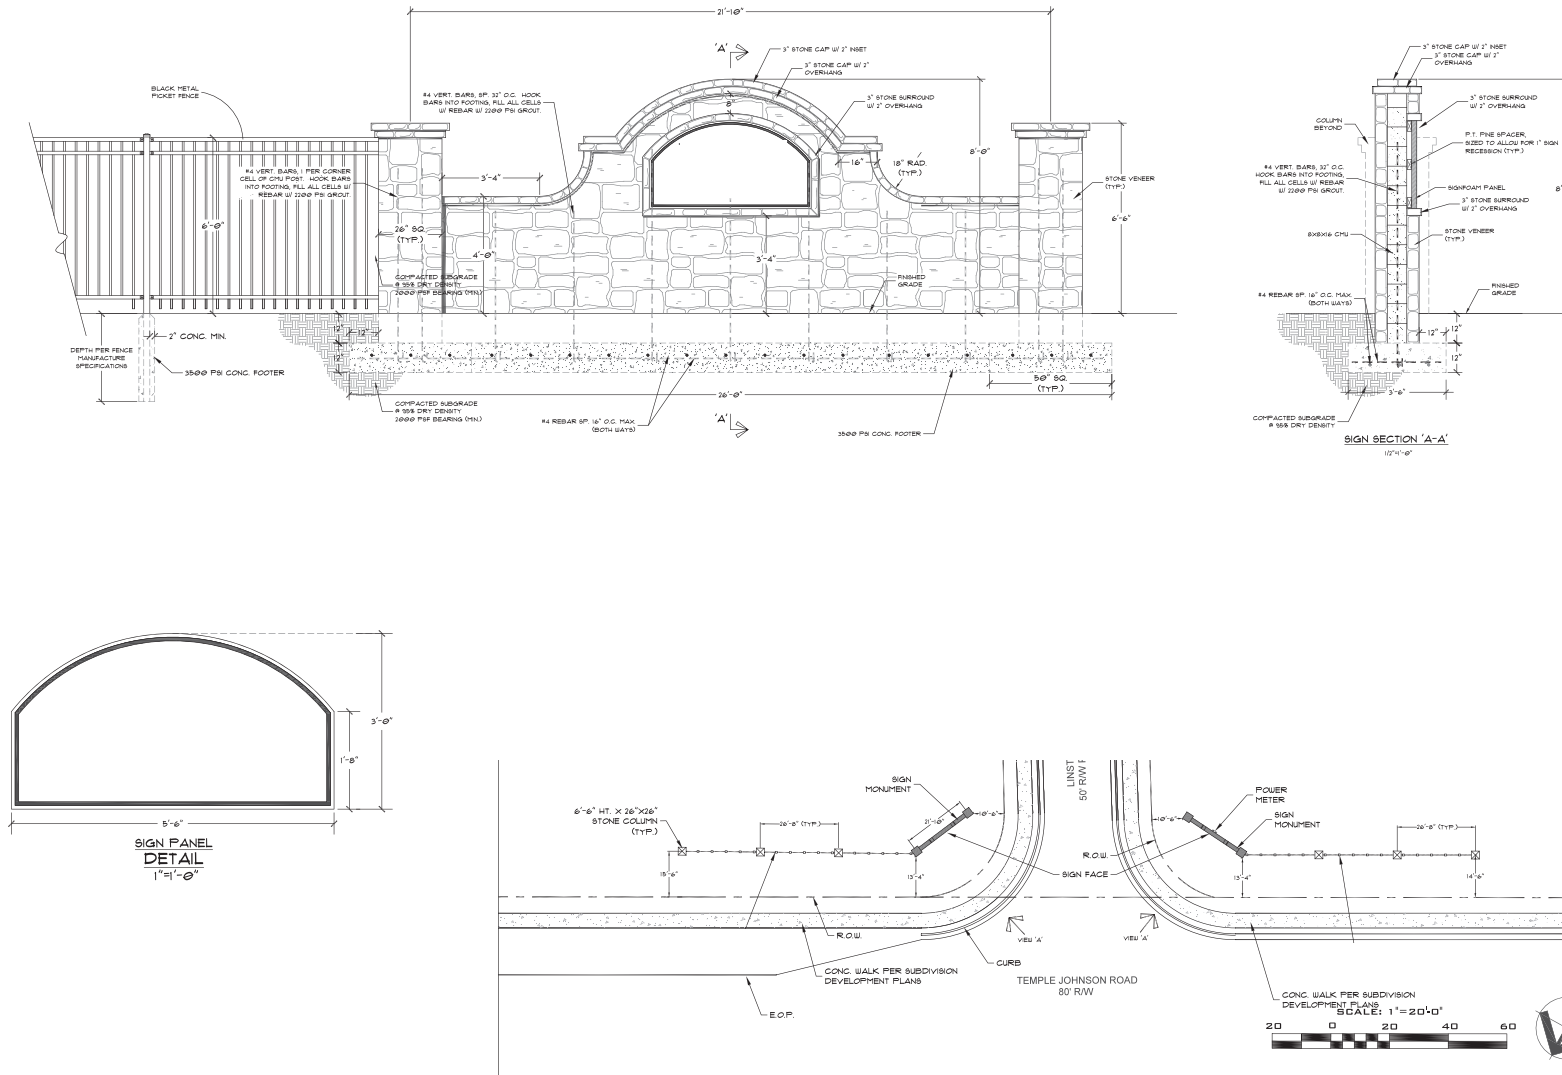 21'-10"
'A'
3" STONE CAP W/ 2" INSET
3" STONE CAP W/ 2"
OVERHANG
BLACK METAL
PICKET FENCE
#4 VERT. BARS, SP. 32" O.C. HOOK
BARS INTO FOOTING, FILL ALL CELLS
W/ REBAR W/ 2200 PSI GROUT.
8"
3" STONE SURROUND
W/ 2" OVERHANG
#4 VERT. BARS, 1 PER CORNER
CELL OF CMU POST. HOOK BARS
INTO FOOTING, FILL ALL CELLS W/
REBAR W/ 2200 PSI GROUT.
3'-4"
16"
18" RAD.
(TYP.)
8'-0"
STONE VENEER
(TYP.)
6'-0"
6'-6"
26" SQ.
(TYP.)
4'-0"
3'-4"
COMPACTED SUBGRADE
@ 95% DRY DENSITY
2000 PSF BEARING (MIN.)
FINISHED
GRADE
12"
12"
12"
2" CONC. MIN.
DEPTH PER FENCE
MANUFACTURE
SPECIFICATIONS
3500 PSI CONC. FOOTER
50" SQ.
(TYP.)
26'-0"
COMPACTED SUBGRADE
@ 95% DRY DENSITY
2000 PSF BEARING (MIN.)
#4 REBAR SP. 16" O.C. MAX
(BOTH WAYS)
'A'
3500 PSI CONC. FOOTER
3" STONE CAP W/ 2" INSET
3" STONE CAP W/ 2"
OVERHANG
3" STONE SURROUND
W/ 2" OVERHANG
COLUMN
BEYOND
P.T. PINE SPACER,
SIZED TO ALLOW FOR 1" SIGN
RECESSION (TYP.)
#4 VERT. BARS, 32" O.C.
HOOK BARS INTO FOOTING,
FILL ALL CELLS W/ REBAR
W/ 2200 PSI GROUT.
SIGNFOAM PANEL
3" STONE SURROUND
W/ 2" OVERHANG
8X8X16 CMU
STONE VENEER
(TYP.)
#4 REBAR SP. 16" O.C. MAX.
(BOTH WAYS)
FINISHED
GRADE
12"
12"
12"
3'-6"
COMPACTED SUBGRADE
@ 95% DRY DENSITY
SIGN SECTION 'A-A'
1/2"=1'-0"
3'-0"
1'-8"
5'-6"
SIGN PANEL
DETAIL
1"=1'-0"
SIGN
MONUMENT
6'-6" HT. X 26"X26"
STONE COLUMN
(TYP.)
26'-8" (TYP.)
21'-10"
10'-6"
15'-6"
13'-4"
LINST
50' R/W
POWER
METER
SIGN
MONUMENT
10'-6"
R.O.W.
26'-8" (TYP.)
SIGN FACE
13'-4"
14'-6"
R.O.W.
VIEW 'A'
VIEW 'A'
CURB
CONC. WALK PER SUBDIVISION
DEVELOPMENT PLANS
TEMPLE JOHNSON ROAD
80' R/W
E.O.P.
CONC. WALK PER SUBDIVISION
DEVELOPMENT PLANS
SCALE: 1"=20'-0"
20 0 20 40 60